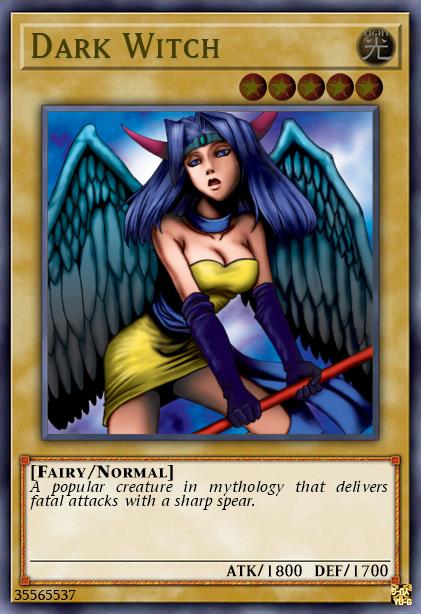 Dark Witch
LIGHT
光
[Fairy/Normal]
A popular creature in mythology that delivers
fatal attacks with a sharp spear.
ATK/1800 DEF/1700
35565537